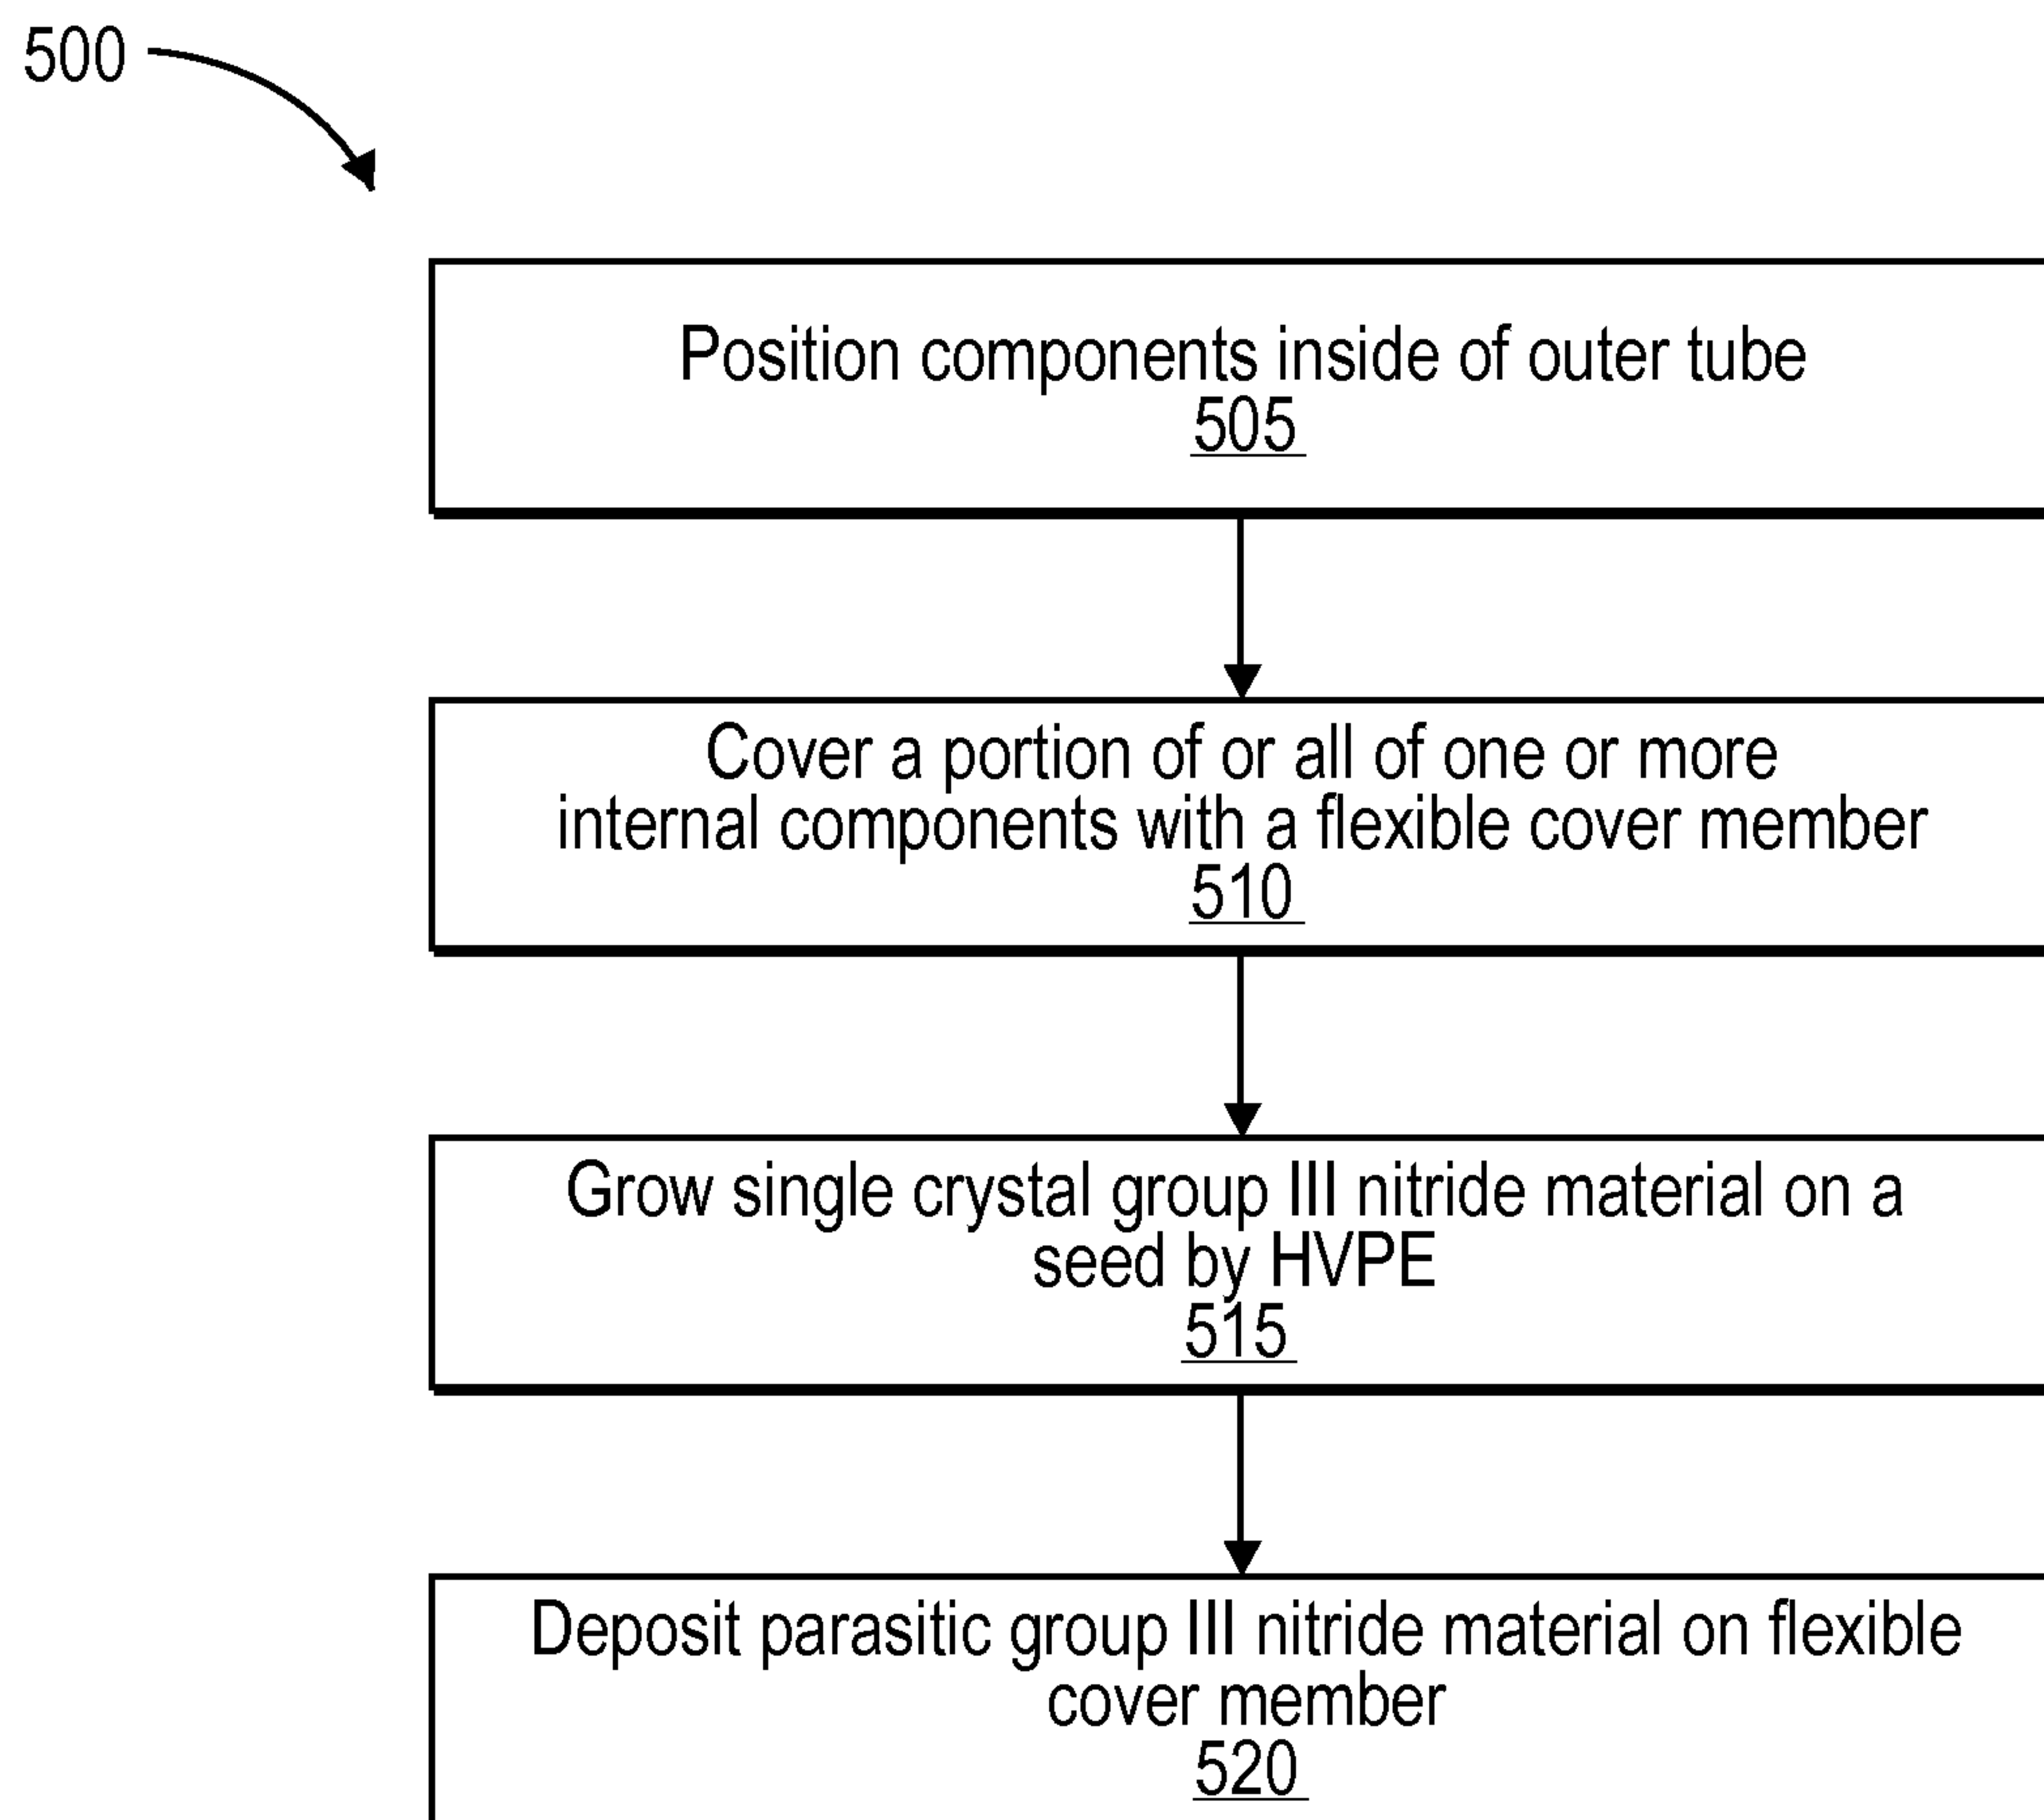 500
Position components inside of outer tube
505
Cover a portion of or all of one or more
internal components with a flexible cover member
510
Grow single crystal group III nitride material on a
seed by HVPE
515
Deposit parasitic group III nitride material on flexible
cover member
520